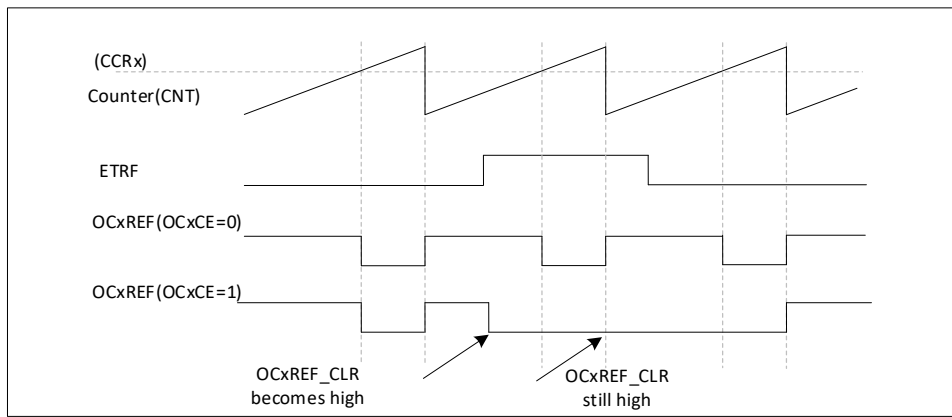 (CCRx)
Counter(CNT)
ETRF
OCxREF(OCxCE=0)
OCxREF(OCxCE=1)
OCxREF_CLR
becomes high
OCxREF_CLR
still high